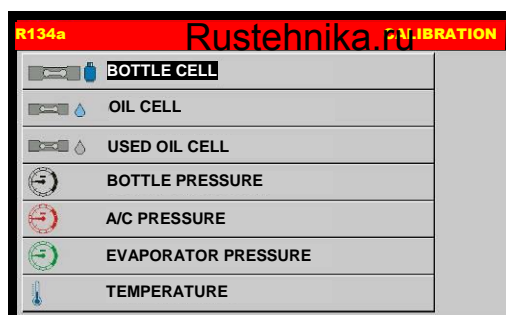 R134a Rustehnika.ru CALIBRATION
BOTTLE CELL
OIL CELL
USED OIL CELL
BOTTLE PRESSURE
A/C PRESSURE
EVAPORATOR PRESSURE
TEMPERATURE